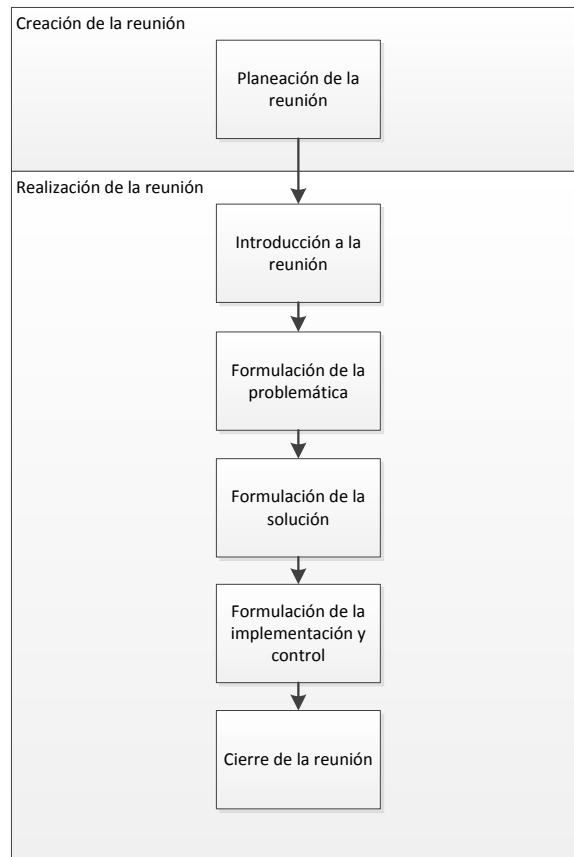 Creación de la reunión
Planeación de la
reunión
Realización de la reunión
Introducción a la
reunión
Formulación de la
problemática
Formulación de la
solución
Formulación de la
implementación y
control
Cierre de la reunión